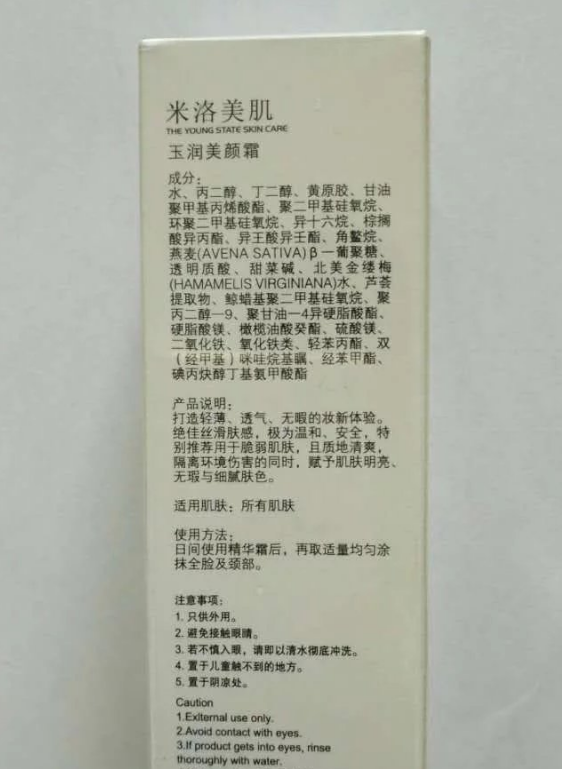 米洛美肌
THE YOUNG STATE SKIN CARE
玉润美颜霜
成分：
水、丙二醇、丁二醇、黄原胶、甘油
聚甲基丙烯酸酯、聚二甲基硅氧烷、
环聚二甲基硅氧烷、异十六烷、棕搁
酸异丙酯、异王酸异壬酯、角鳌烷、
燕麦(AVENA SATIVA)β一葡聚糖、
透明质酸、甜菜碱、北美金缕梅
(HAMAMELIS VIRGINIANA)水、芦荟
提取物、鲸蜡基聚二甲基硅氧烷、聚
丙二醇一9、聚甘油一4异硬脂酸酯、
硬脂酸镁、橄榄油酸癸酯、硫酸镁、
二氧化铁、氧化铁类、轻苯丙酯、双
（经甲基）咪哇烷基瞩、经苯甲酯、
碘丙炔醇丁基氨甲酸酯
产品说明：
打造轻薄、透气、无暇的妆新体验。
绝佳丝滑肤感，极为温和、安全，特
别推荐用于脆弱肌肤，且质地清爽，
隔离环境伤害的同时，赋予肌肤明亮、
无瑕与细腻肤色。
适用肌肤：所有肌肤
使用方法：
日间使用精华霜后，再取适量均匀涂
抹全脸及颈部。
注意事项：
1. 只供外用。
2. 避免接触眼睛。
3. 若不慎入眼，请即以清水彻底冲洗。
4. 置于儿童触不到的地方。
5. 置于阴凉处。
Caution
1.Exlternal use only.
2.Avoid contact with eyes.
3.If product gets into eyes, rinse
thoroughly with water.